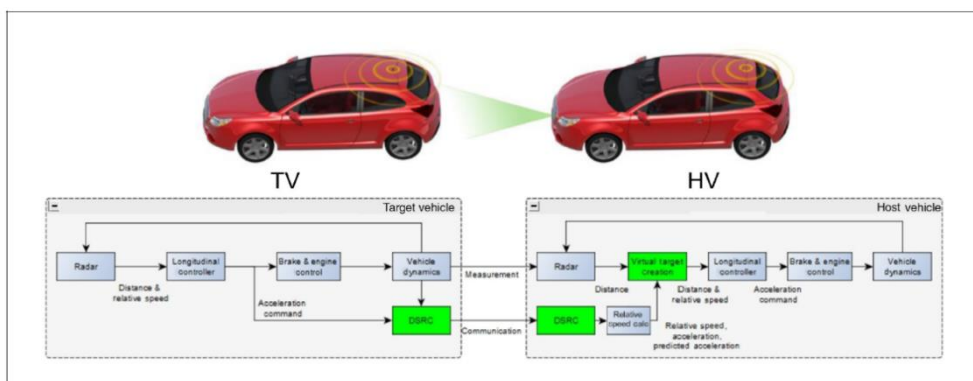 TV
HV
Target vehicle
Radar
Longitudinal
controller
Brake & engine
control
Vehicle
dynamics
Distance &
relative speed
Acceleration
command
DSRC
Measurement
Communication
Host vehicle
Radar
Virtual target
creation
Longitudinal
controller
Brake & engine
control
Vehicle
dynamics
Distance
Distance &
relative speed
Acceleration
command
DSRC
Relative
speed calc
Relative speed,
acceleration,
predicted acceleration